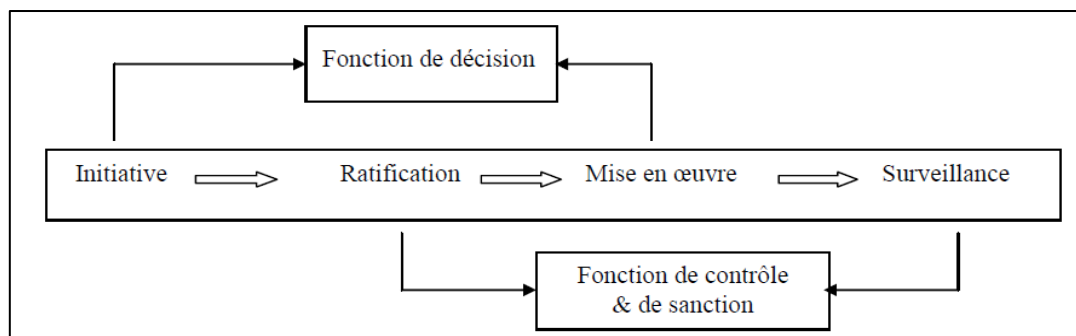 Fonction de décision
Initiative Ratification Mise en œuvre Surveillance
Fonction de contrôle
& de sanction